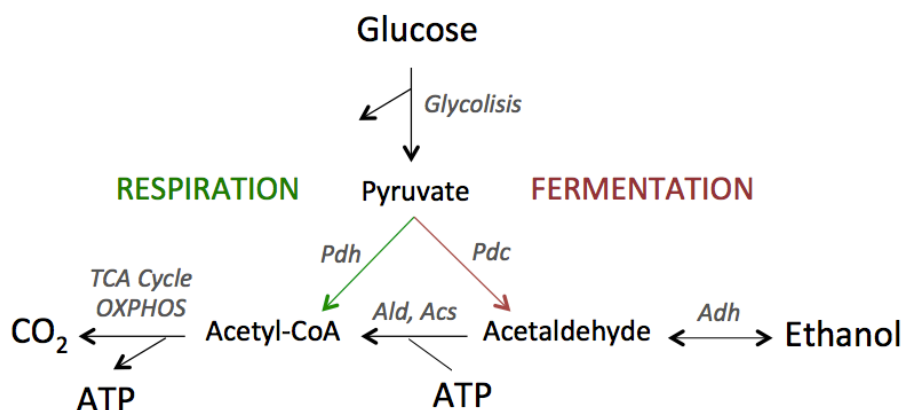 Glucose
Glycolisis
RESPIRATION
Pyruvate
FERMENTATION
Pdh
Pdc
TCA Cycle
OXPHOS
CO₂
Acetyl-CoA
Ald, Acs
Acetaldehyde
Adh
Ethanol
ATP
ATP